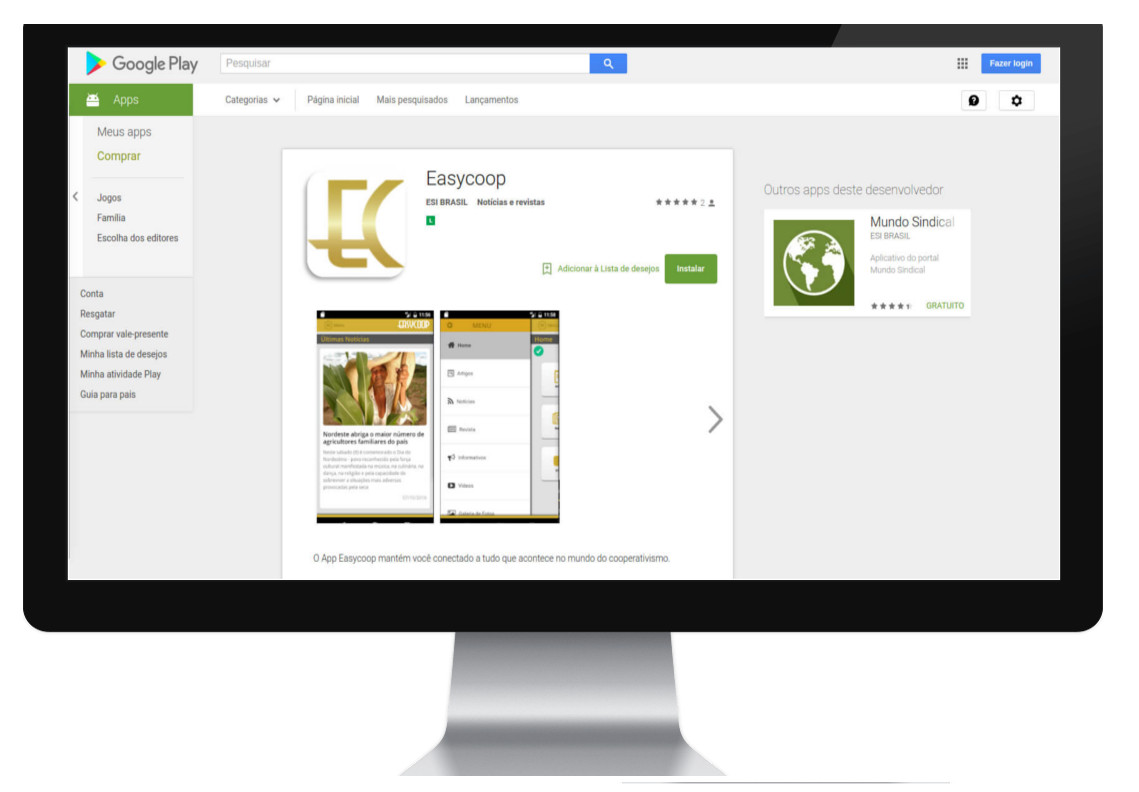 Google Play
Pesquisar
Fazer login
Apps
Categorias
Página inicial
Mais pesquisados
Lançamentos
Meus apps
Comprar
Jogos
Família
Escolha dos editores
Conta
Resgatar
Comprar vale-presente
Minha lista de desejos
Minha atividade Play
Guia para pais
Easycoop
ESI BRASIL Notícias e revistas
2
L
Adicionar à Lista de desejos
Instalar
11:56
EASYCOOP
Últimas Notícias
Nordeste abriga o maior número de
agricultores familiares do país
MENU
Home
Artigos
Notícias
Revista
Informativos
Vídeos
Galeria de Fotos
Home
O App Easycoop mantém você conectado a tudo que acontece no mundo do cooperativismo.
Outros apps deste desenvolvedor
Mundo Sindical
ESI BRASIL
Aplicativo do portal
Mundo Sindical
GRATUITO